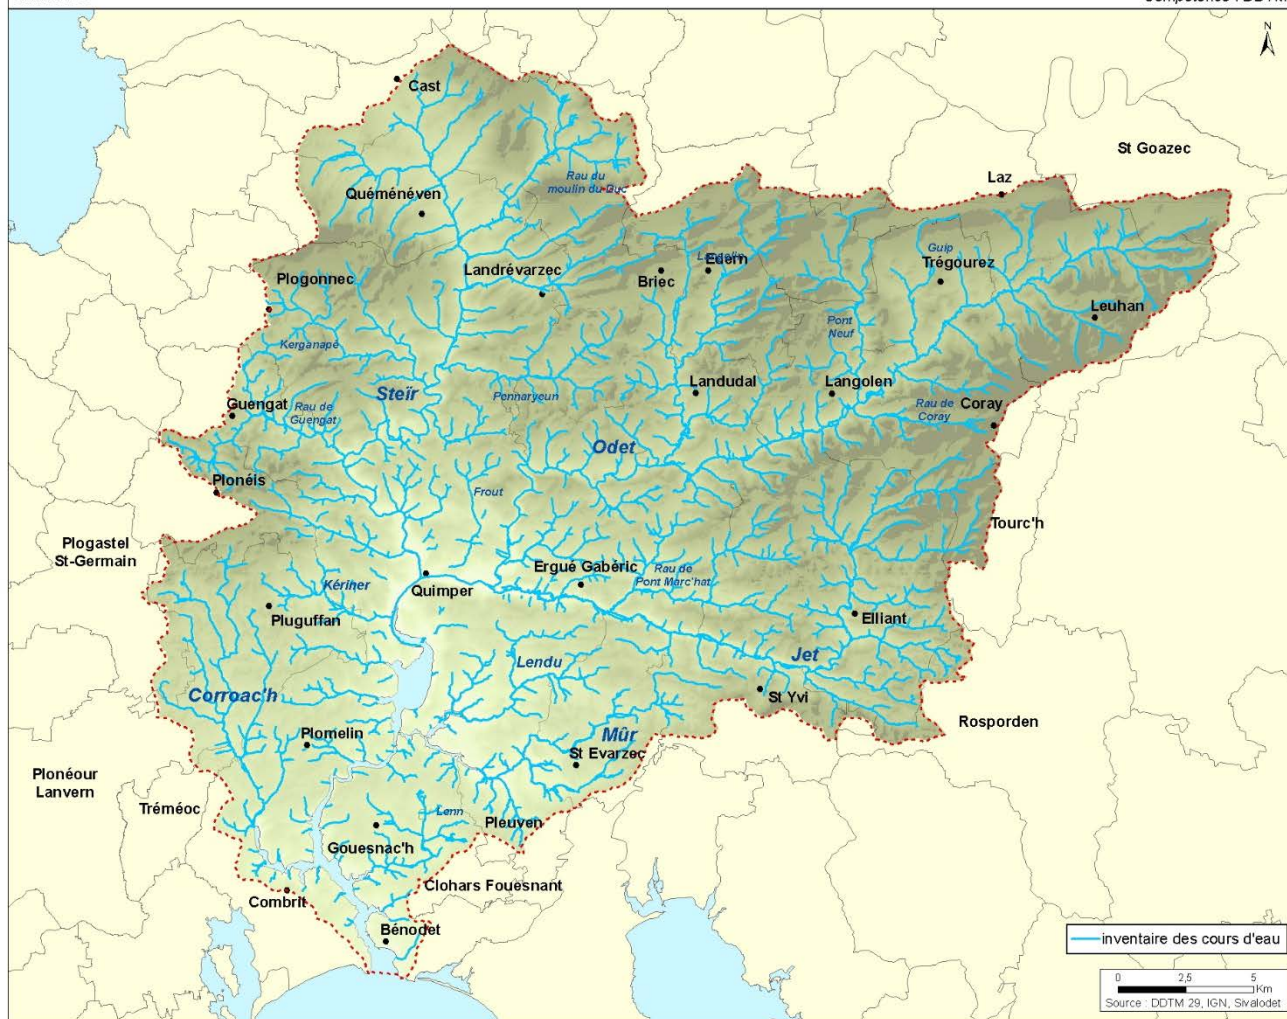 N
Cast
St Goazec
Rau du
moulin du Duc
Laz
Quéménéven
Guip
Edern
Landrévarzec
Trégourez
Plogonnec
Briec
Leuhan
Pont
Neuf
Kerganapé
Landudal
Langolen
Steïr
Pennaryeun
Guengat
Rau de
Guengat
Rau de
Coray
Coray
Odet
Plonéis
Frout
Tourc'h
Plogastel
St-Germain
Ergué Gabéric
Rau de
Pont Marc'hat
Kériner
Quimper
Pluguffan
Elliant
Lendu
Jet
Corroac'h
St Yvi
Rosporden
Plomelin
Mûr
St Evarzec
Plonéour
Lanvern
Tréméoc
Lenn
Pleuven
Gouesnac'h
Clohars Fouesnant
Combrit
Bénodet
inventaire des cours d'eau
0 2,5 5
Km
Source : DDTM 29, IGN, Sivalodet